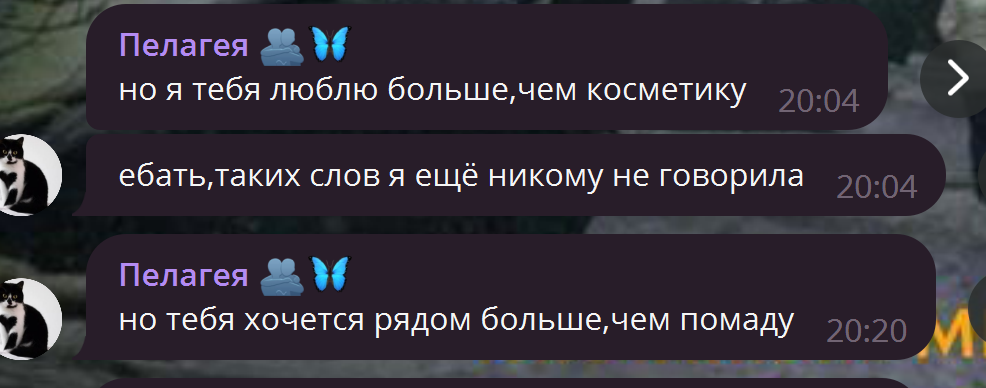 Пелагея 🫂🦋
но я тебя люблю больше,чем косметику 20:04
ебать,таких слов я ещё никому не говорила 20:04
Пелагея 🫂🦋
но тебя хочется рядом больше,чем помаду 20:20